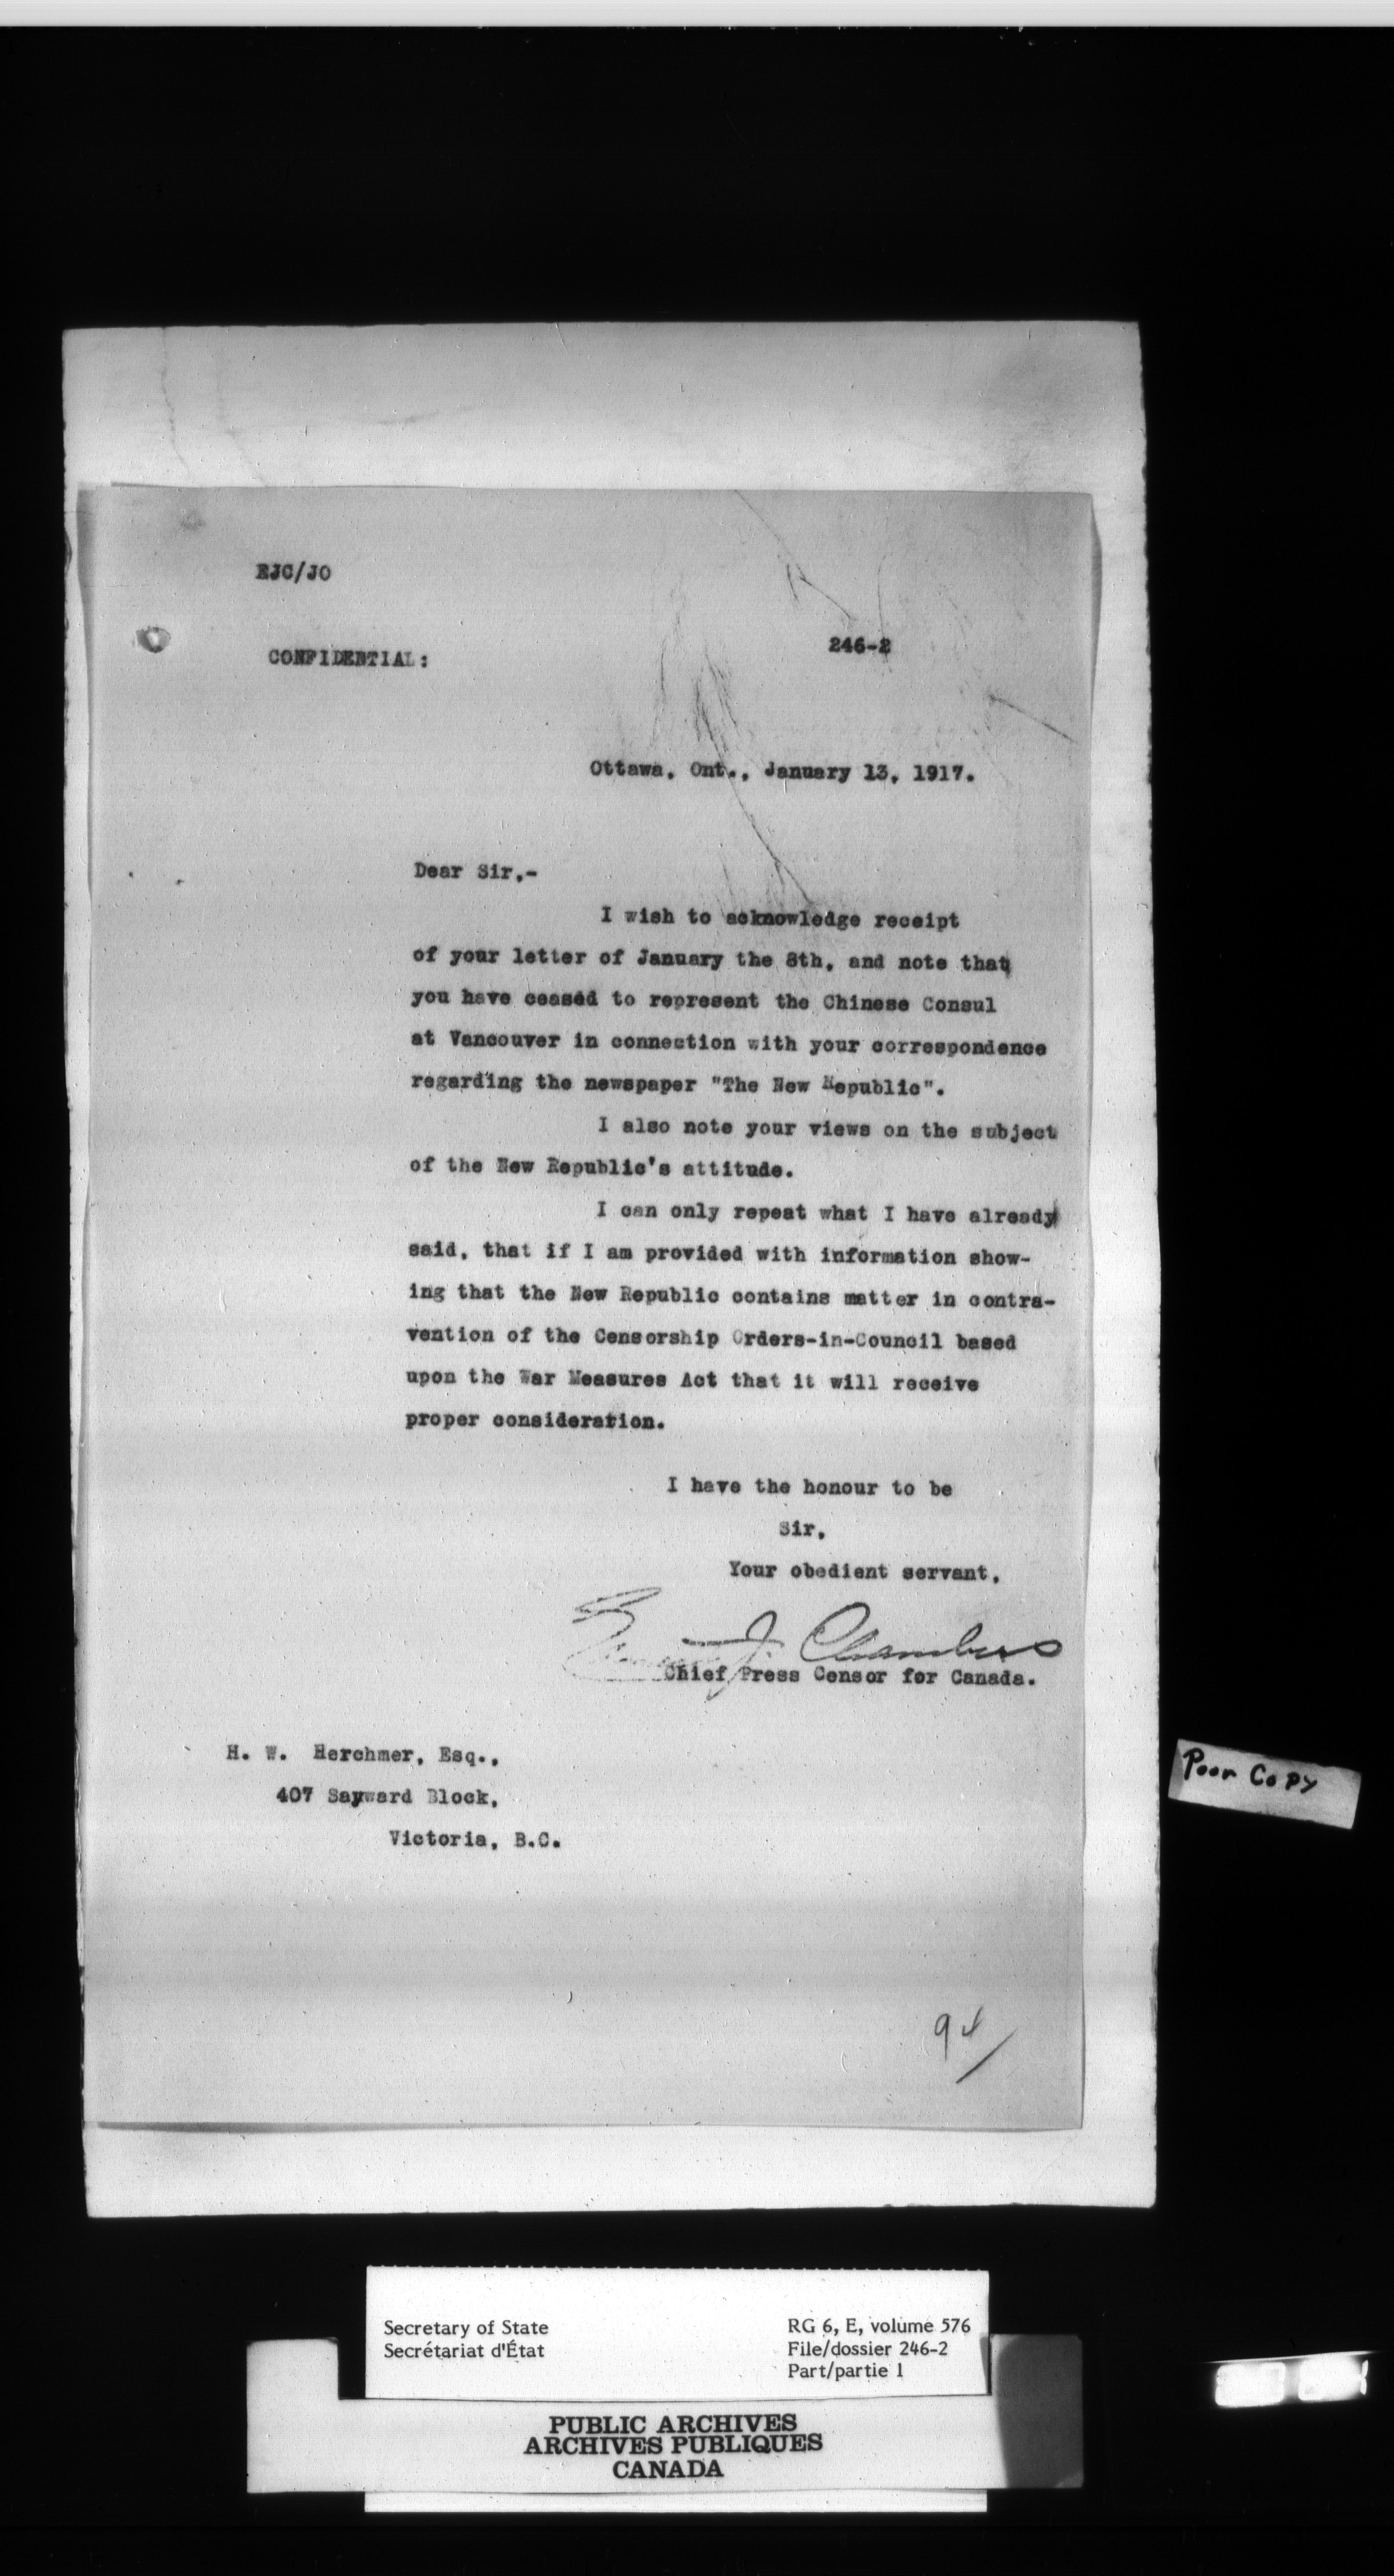 EJC/JO
246-2
CONFIDENTIAL:
Ottawa, Ont., January 13, 1917.
Dear Sir,-
I wish to acknowledge receipt
of your letter of January the 8th, and note that
you have ceased to represent the Chinese Consul
at Vancouver in connection with your correspondence
regarding the newspaper "The New Republic".
I also note your views on the subject
of the New Republic's attitude.
I can only repeat what I have already
said, that if I am provided with information show-
ing that the New Republic contains matter in contra-
vention of the Censorship Orders-in-Council based
upon the War Measures Act that it will receive
proper consideration.
I have the honour to be
Sir,
Your obedient servant,
Ernest J. Chambers
Chief Press Censor for Canada.
H. W. Herchmer, Esq.,
407 Sayward Block,
Victoria, B.C.
Poor Copy
94/
Secretary of State
Secrétariat d'État
RG 6, E, volume 576
File/dossier 246-2
Part/partie 1
PUBLIC ARCHIVES
ARCHIVES PUBLIQUES
CANADA